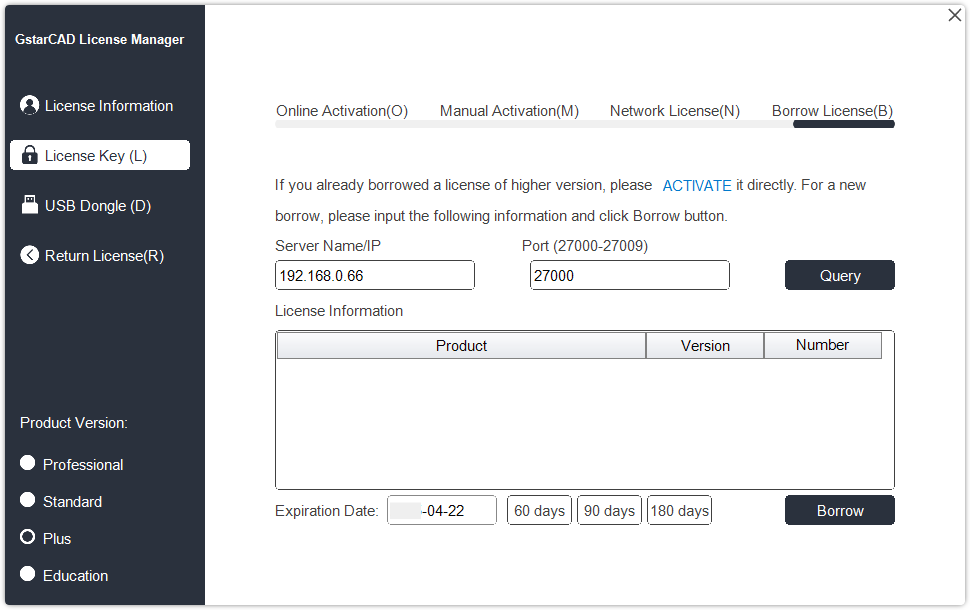 GstarCAD License Manager
License Information
License Key (L)
USB Dongle (D)
Return License(R)
Product Version:
Professional
Standard
Plus
Education
Online Activation(O) Manual Activation(M) Network License(N) Borrow License(B)
If you already borrowed a license of higher version, please ACTIVATE it directly. For a new
borrow, please input the following information and click Borrow button.
Server Name/IP Port (27000-27009)
192.168.0.66 27000 Query
License Information
Product Version Number
Expiration Date: -04-22 60 days 90 days 180 days Borrow